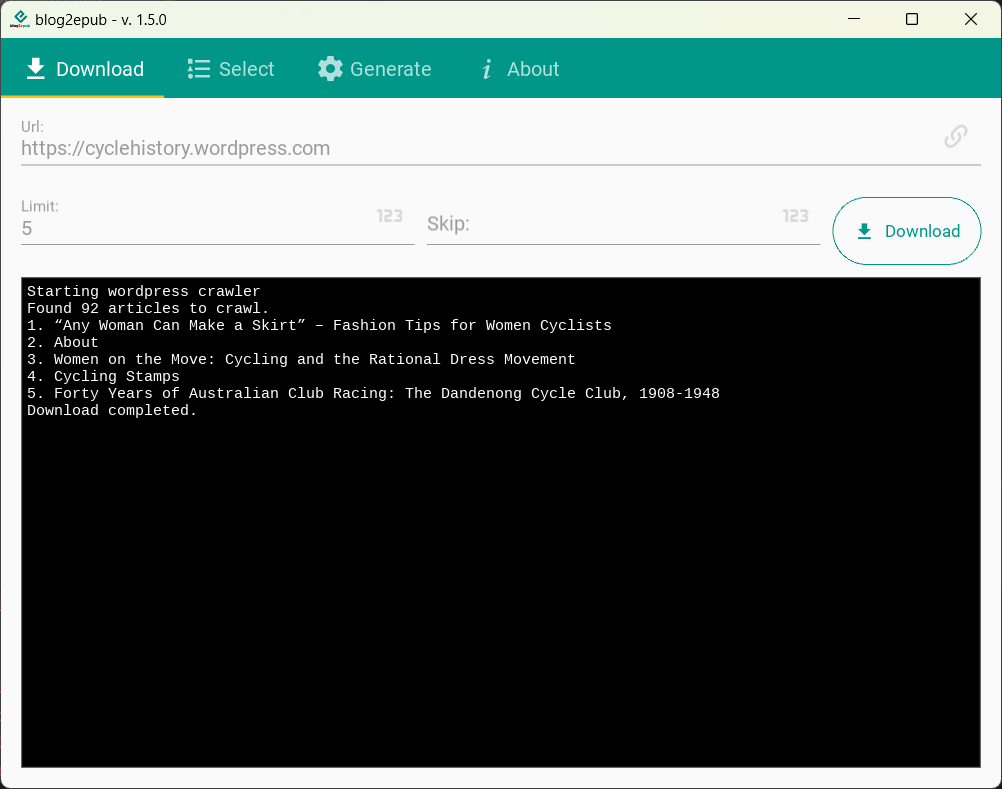 blog2epub - v. 1.5.0
Download
Select
Generate
About
Url:
https://cyclehistory.wordpress.com
Limit:
5
123
Skip:
123
Download
Starting wordpress crawler
Found 92 articles to crawl.
1. “Any Woman Can Make a Skirt” – Fashion Tips for Women Cyclists
2. About
3. Women on the Move: Cycling and the Rational Dress Movement
4. Cycling Stamps
5. Forty Years of Australian Club Racing: The Dandenong Cycle Club, 1908-1948
Download completed.